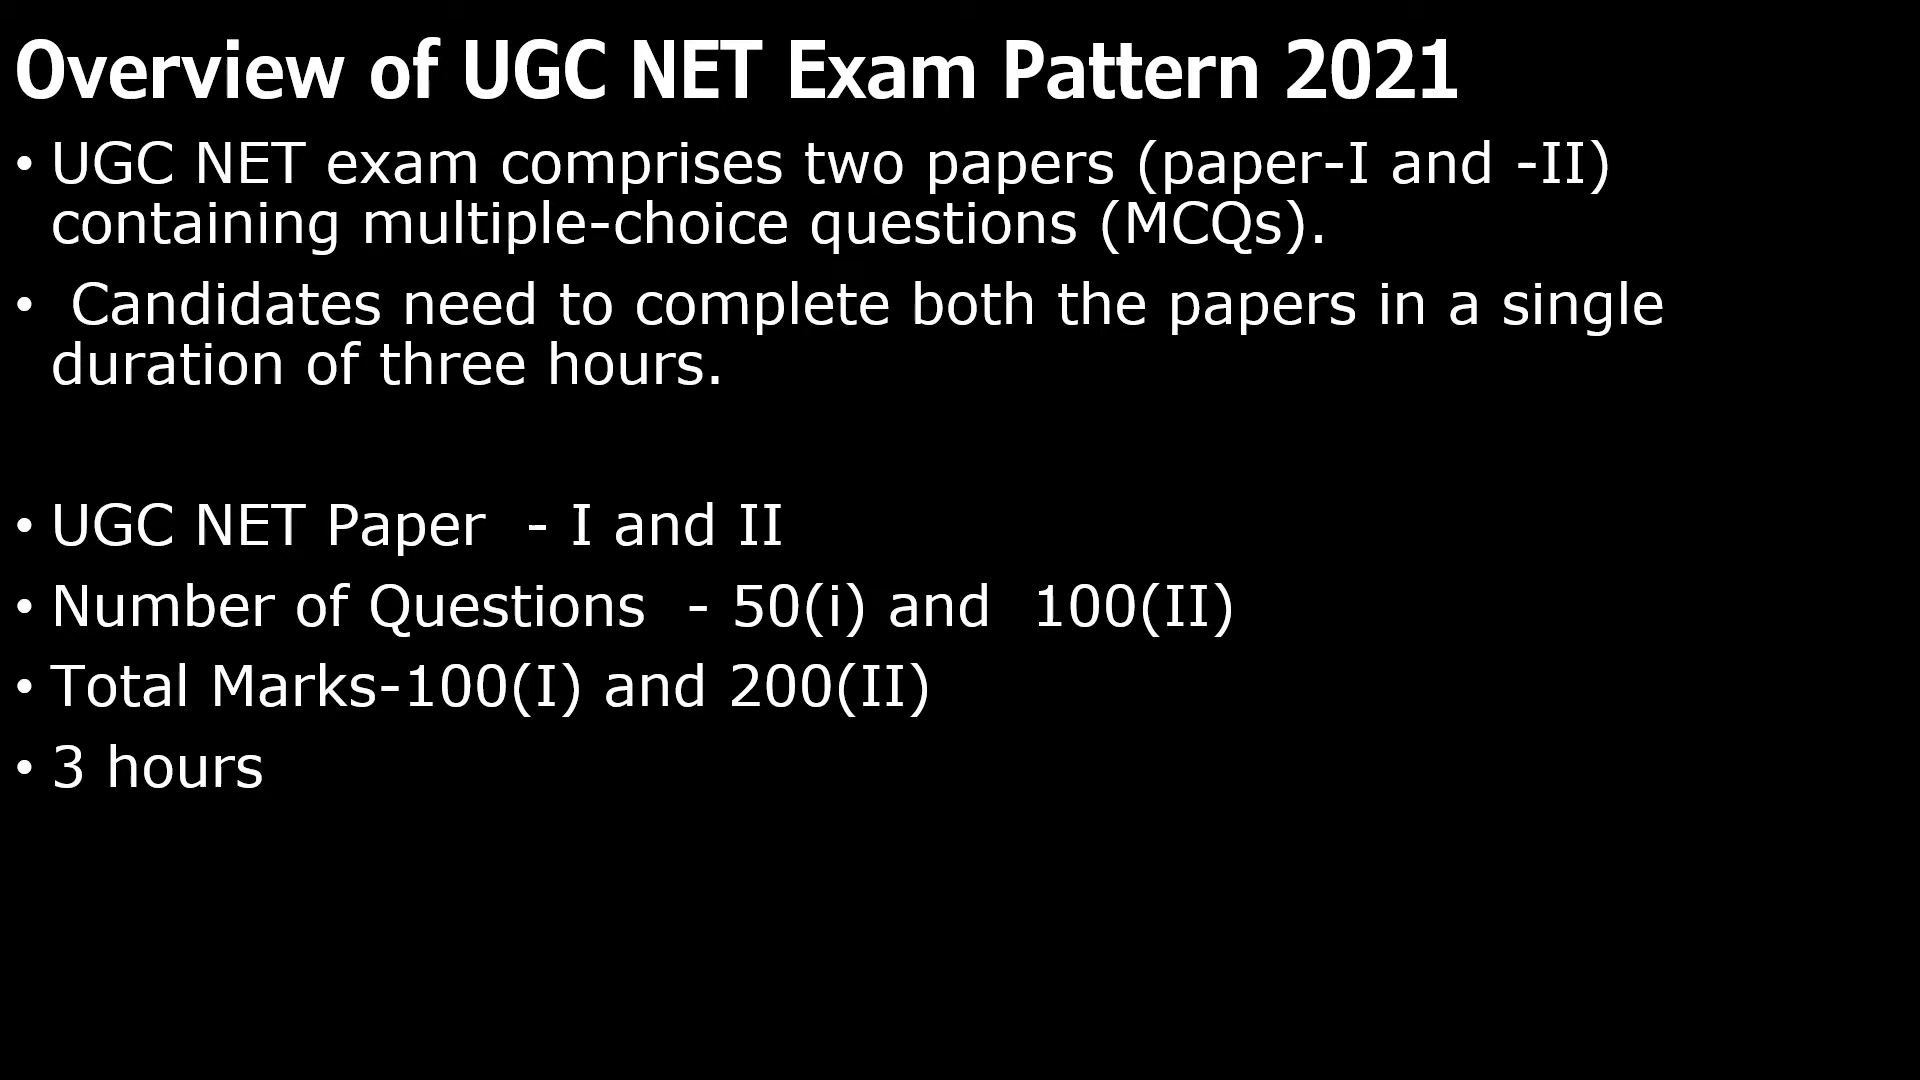 Overview of UGC NET Exam Pattern 2021
• UGC NET exam comprises two papers (paper-I and -II)
containing multiple-choice questions (MCQs).
• Candidates need to complete both the papers in a single
duration of three hours.
• UGC NET Paper - I and II
• Number of Questions - 50(i) and 100(II)
• Total Marks-100(I) and 200(II)
• 3 hours